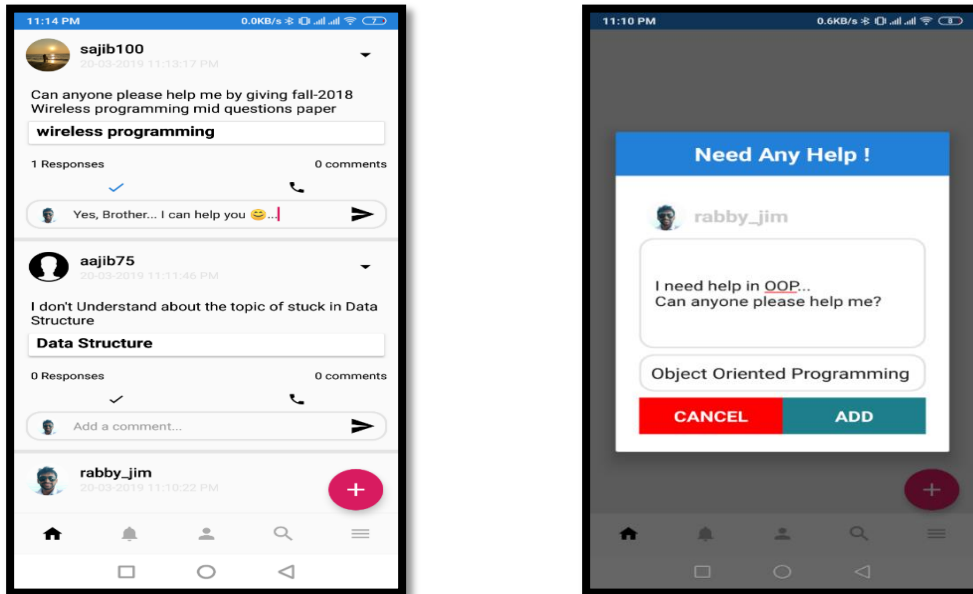 11:14 PM 0.0KB/s 7
sajib100
20-03-2019 11:13:17 PM
Can anyone please help me by giving fall-2018
Wireless programming mid questions paper
wireless programming
1 Responses 0 comments
Yes, Brother... I can help you 😊...
aajib75
20-03-2019 11:11:46 PM
I don't Understand about the topic of stuck in Data
Structure
Data Structure
0 Responses 0 comments
Add a comment...
rabby_jim
20-03-2019 11:10:22 PM
11:10 PM 0.6KB/s 8
Need Any Help !
rabby_jim
I need help in OOP...
Can anyone please help me?
Object Oriented Programming
CANCEL ADD